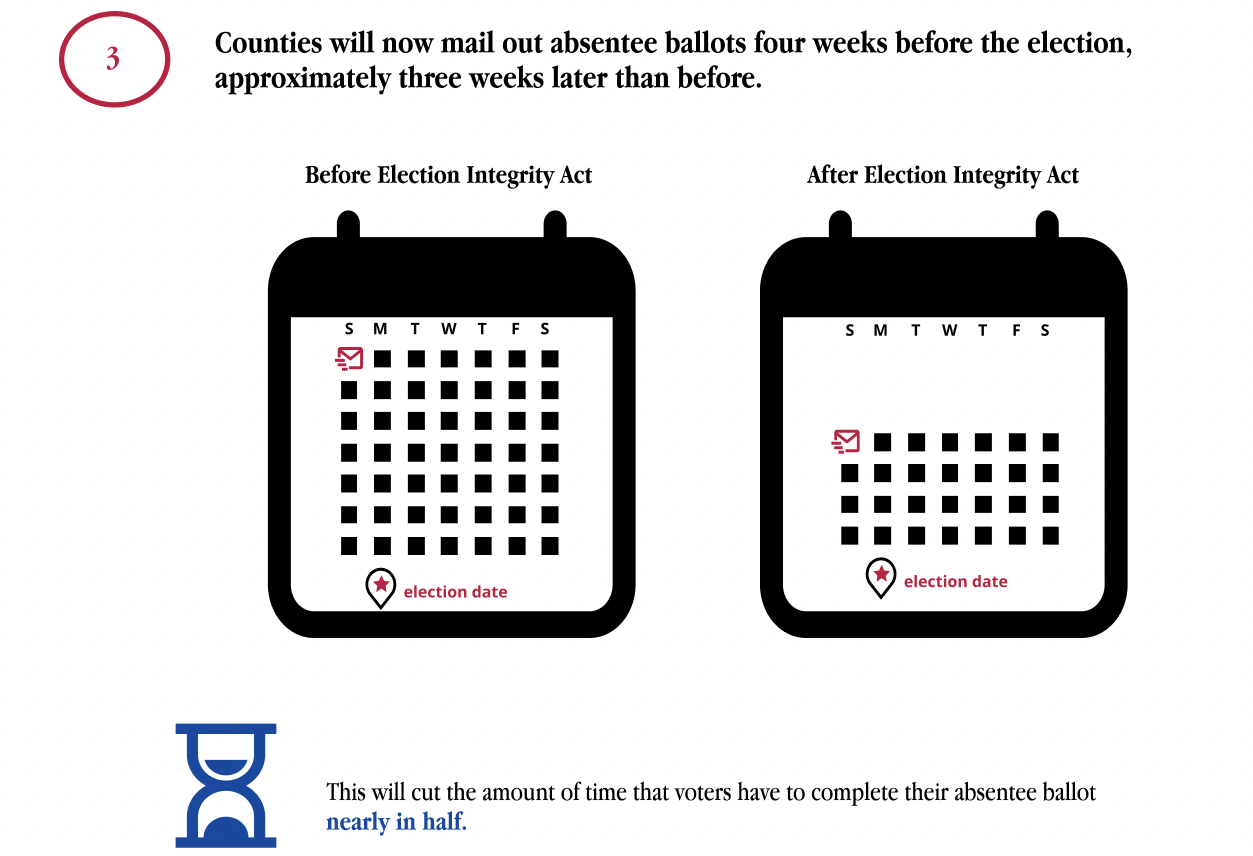 3
Counties will now mail out absentee ballots four weeks before the election,
approximately three weeks later than before.
Before Election Integrity Act
After Election Integrity Act
S M T W T F S
S M T W T F S
election date
election date
This will cut the amount of time that voters have to complete their absentee ballot
nearly in half.